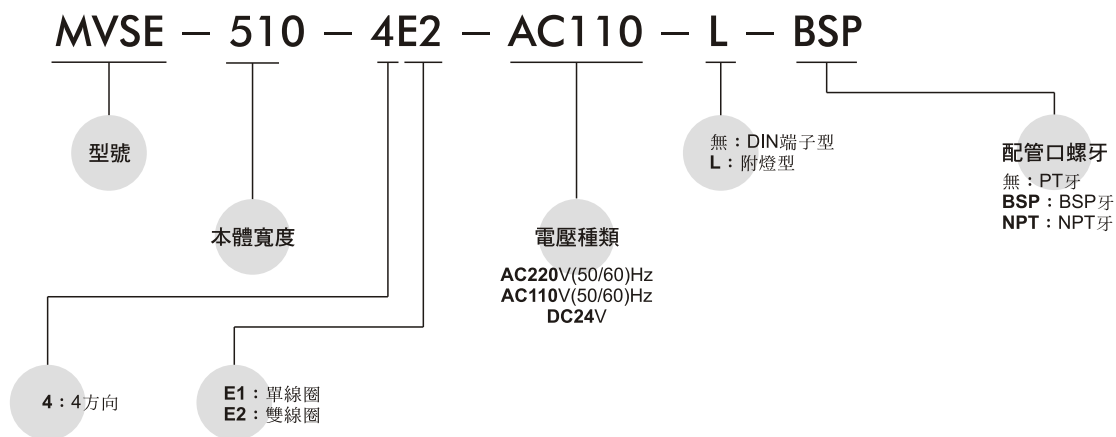 MVSE – 510 – 4E2 – AC110 – L – BSP
型號
本體寬度
電壓種類
AC220V(50/60)Hz
AC110V(50/60)Hz
DC24V
無：DIN端子型
L：附燈型
配管口螺牙
無：PT牙
BSP：BSP牙
NPT：NPT牙
4：4方向
E1：單線圈
E2：雙線圈